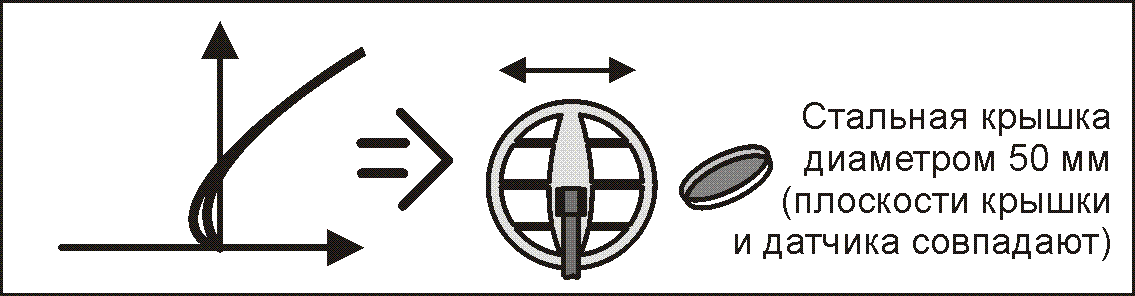 Стальная крышка
диаметром 50 мм
(плоскости крышки
и датчика совпадают)